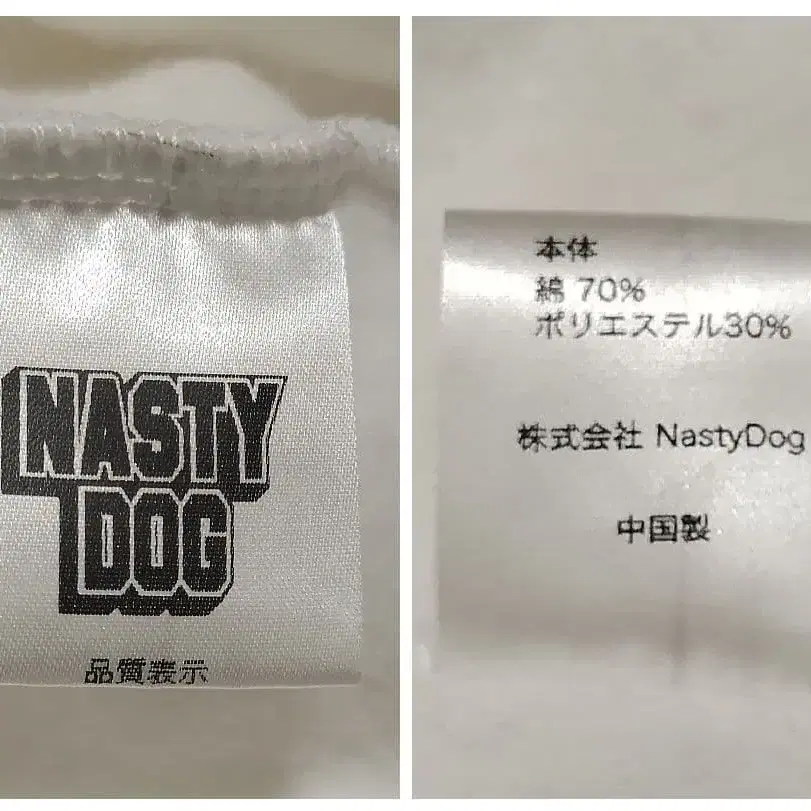 NASTY
DOG
品質表示
本体
綿 70%
ポリエステル30%
株式会社 NastyDog
中国製